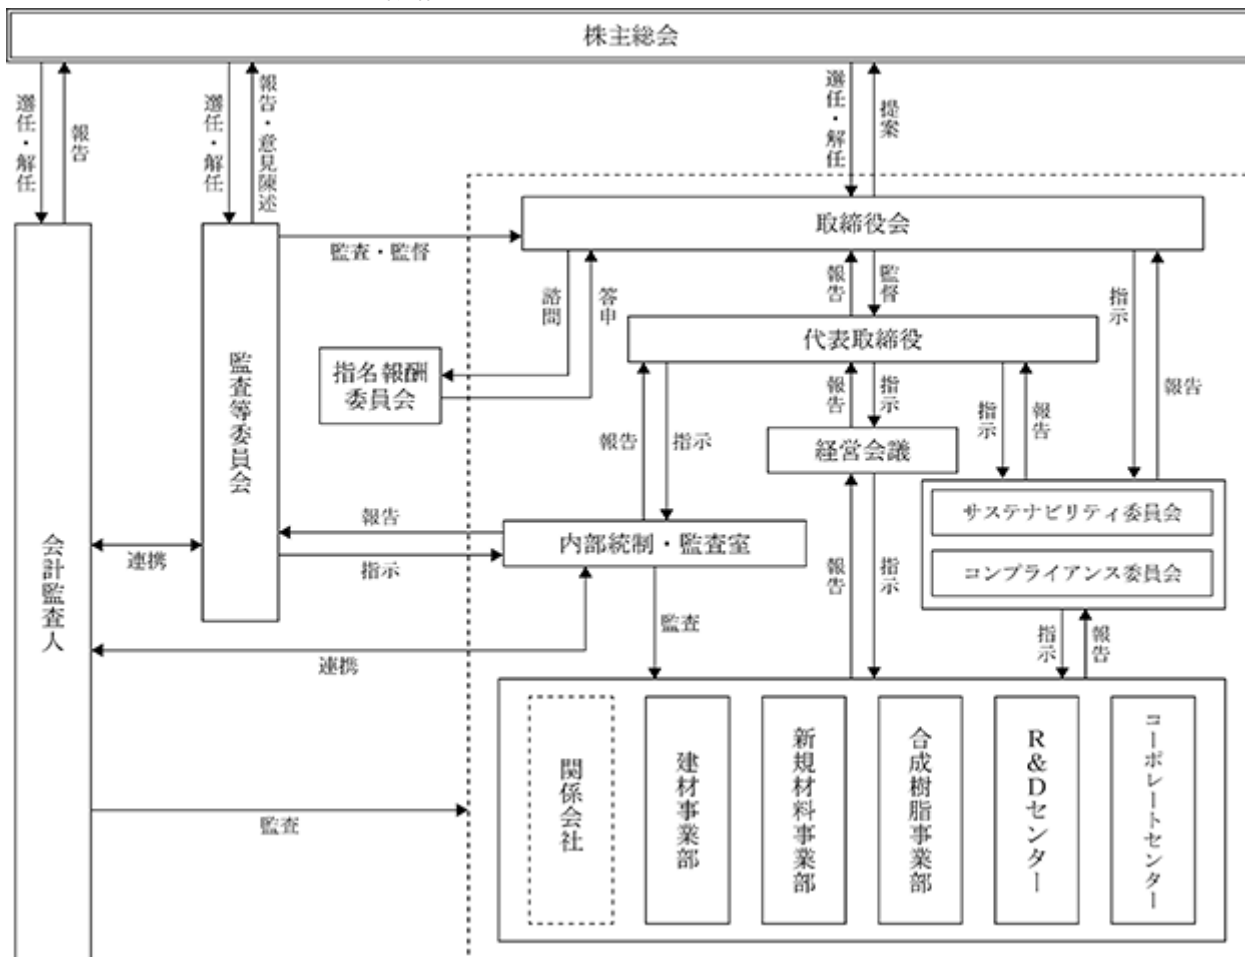 株主総会
選任・解任
報告
選任・解任
報告・意見陳述
選任・解任
提案
取締役会
監査・監督
諮問
答申
報告
監督
指示
報告
代表取締役
指名報酬
委員会
報告
指示
報告
指示
指示
報告
経営会議
監査等委員会
サステナビリティ委員会
コンプライアンス委員会
報告
指示
内部統制・監査室
会計監査人
連携
連携
監査
報告
指示
指示
報告
監査
関係会社
建材事業部
新規材料事業部
合成樹脂事業部
R&Dセンター
コーポレートセンター